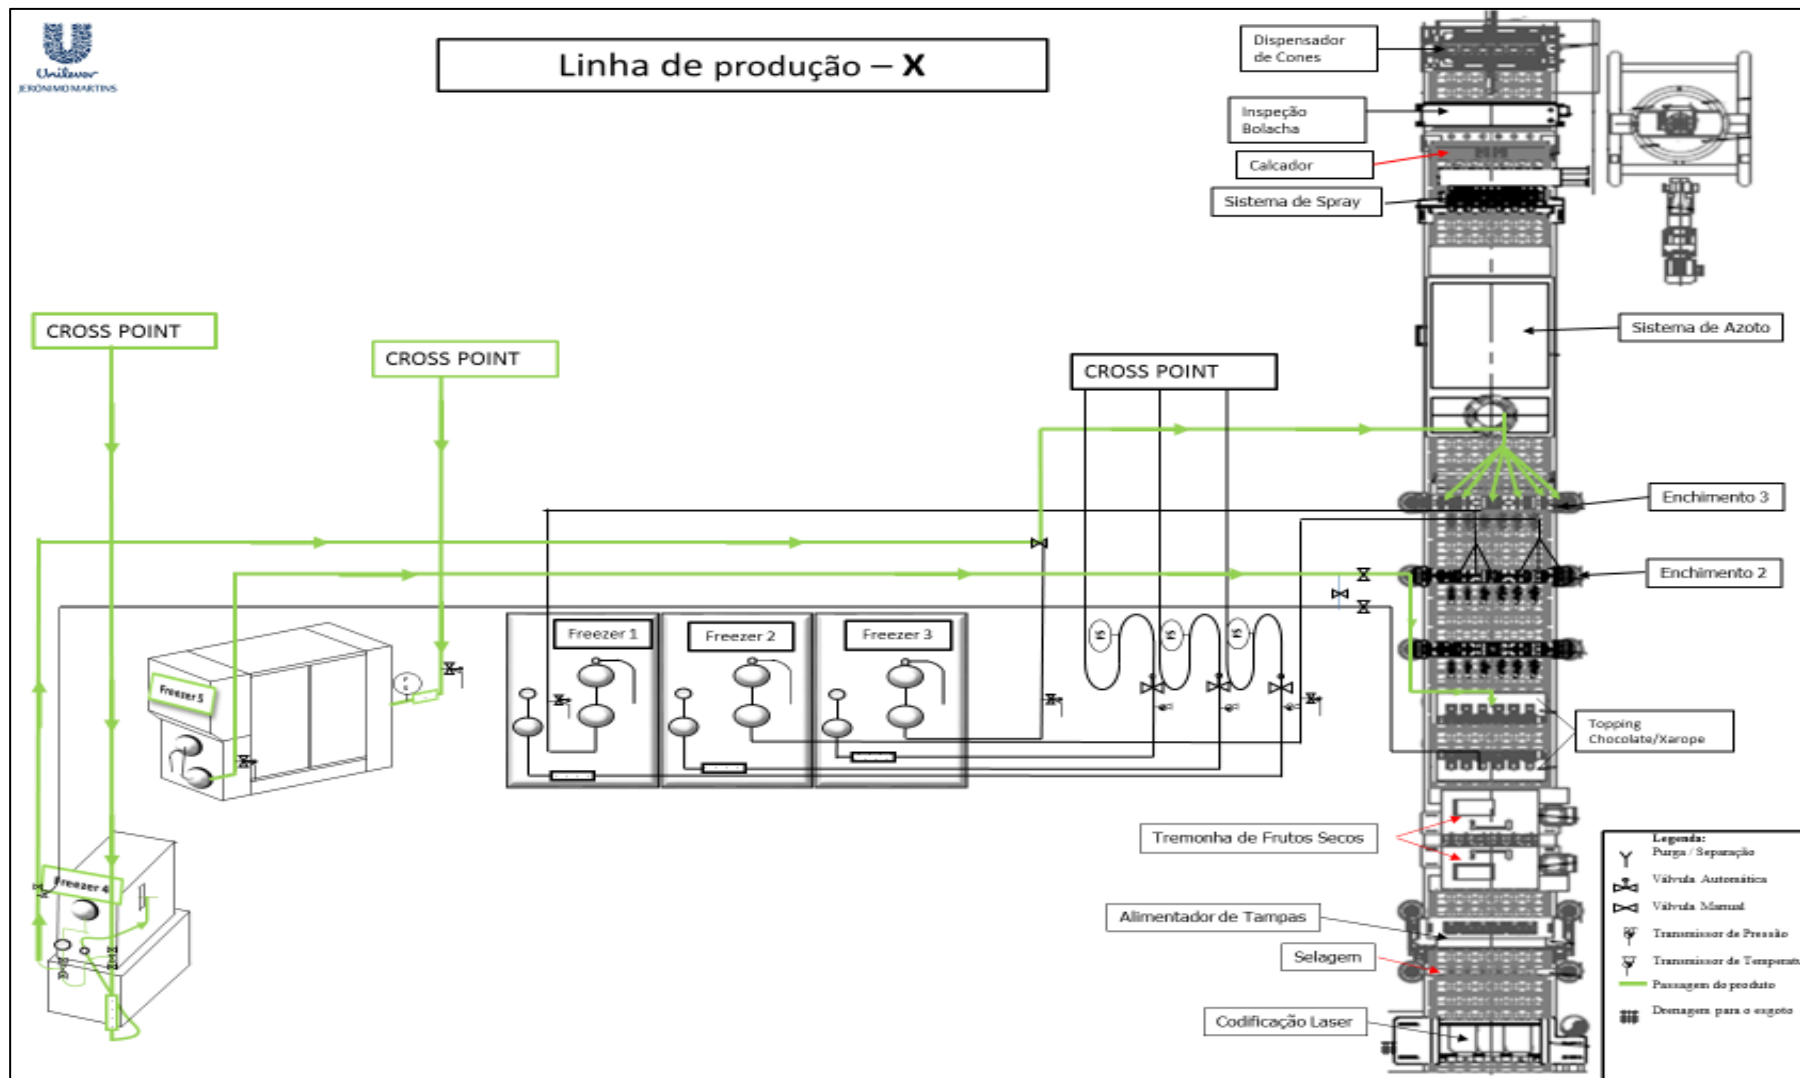 Unilever
JERÓNIMO MARTINS
Linha de produção – X
Dispensador
de Cones
Inspeção
Bolacha
Calcador
Sistema de Spray
Sistema de Azoto
CROSS POINT
CROSS POINT
CROSS POINT
Enchimento 3
Enchimento 2
Freezer 1
Freezer 2
Freezer 3
Freezer 5
Freezer 4
Topping
Chocolate/Xarope
Tremonha de Frutos Secos
Alimentador de Tampas
Selagem
Codificação Laser
Legenda:
Purga / Separação
Válvula Automática
Válvula Manual
Transmissor de Pressão
Transmissor de Temperatu
Passagem do produto
Drenagem para o esgoto